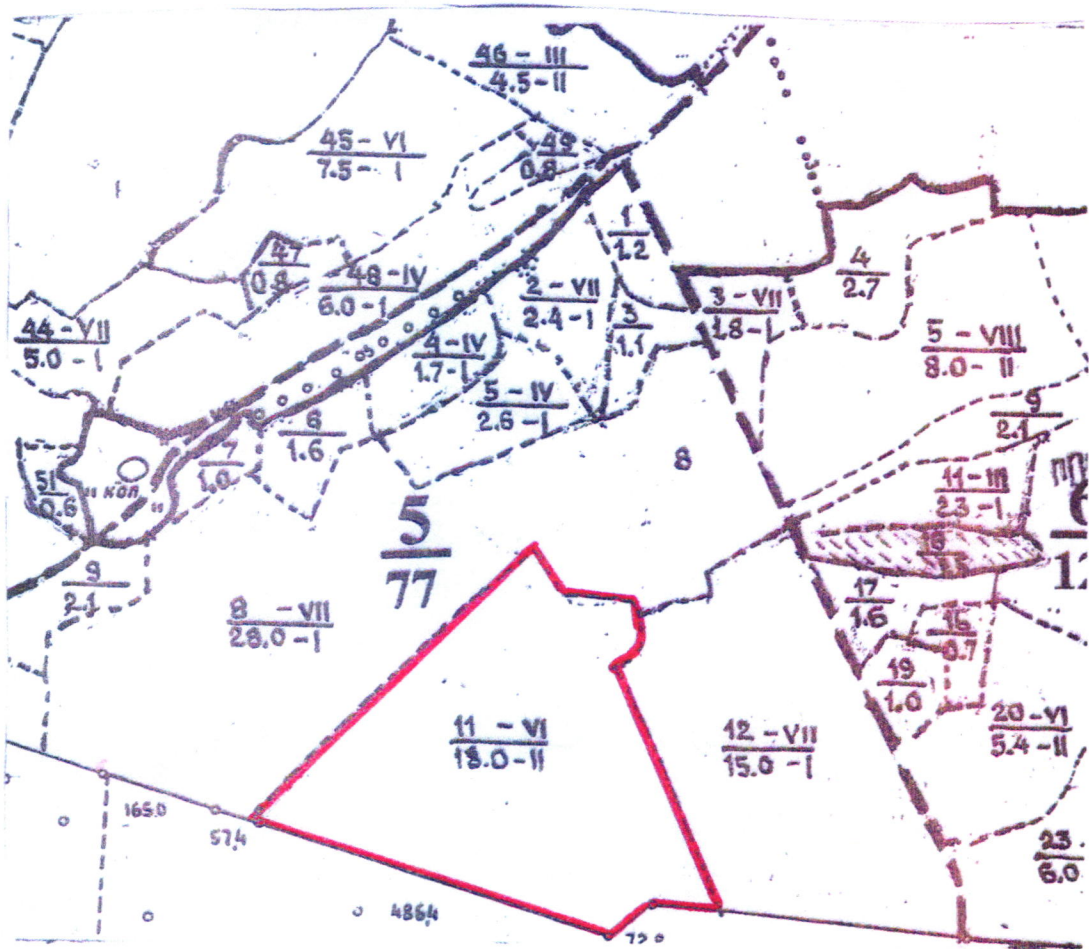 46 - III
4.5 - II
45 - VI
7.5 - I
49
0.8
1
1.2
47
0.8
48 - IV
6.0 - I
4
2.7
2 - VII
2.4 - I
3 - VII
1.8 - I
3
1.1
44 - VII
5.0 - I
4 - IV
1.7 - I
5 - VIII
8.0 - II
5 - IV
2.6 - I
6
1.6
9
2.1
7
1.0
8
51
0.6
" коп "
11 - III
2.3 - I
5
77
18
9
2.1
17
1.6
8 - VII
28.0 - I
16
0.7
19
1.0
20 - VI
5.4 - II
11 - VI
18.0 - II
12 - VII
15.0 - I
165.0
57,4
23
6.0
486,4